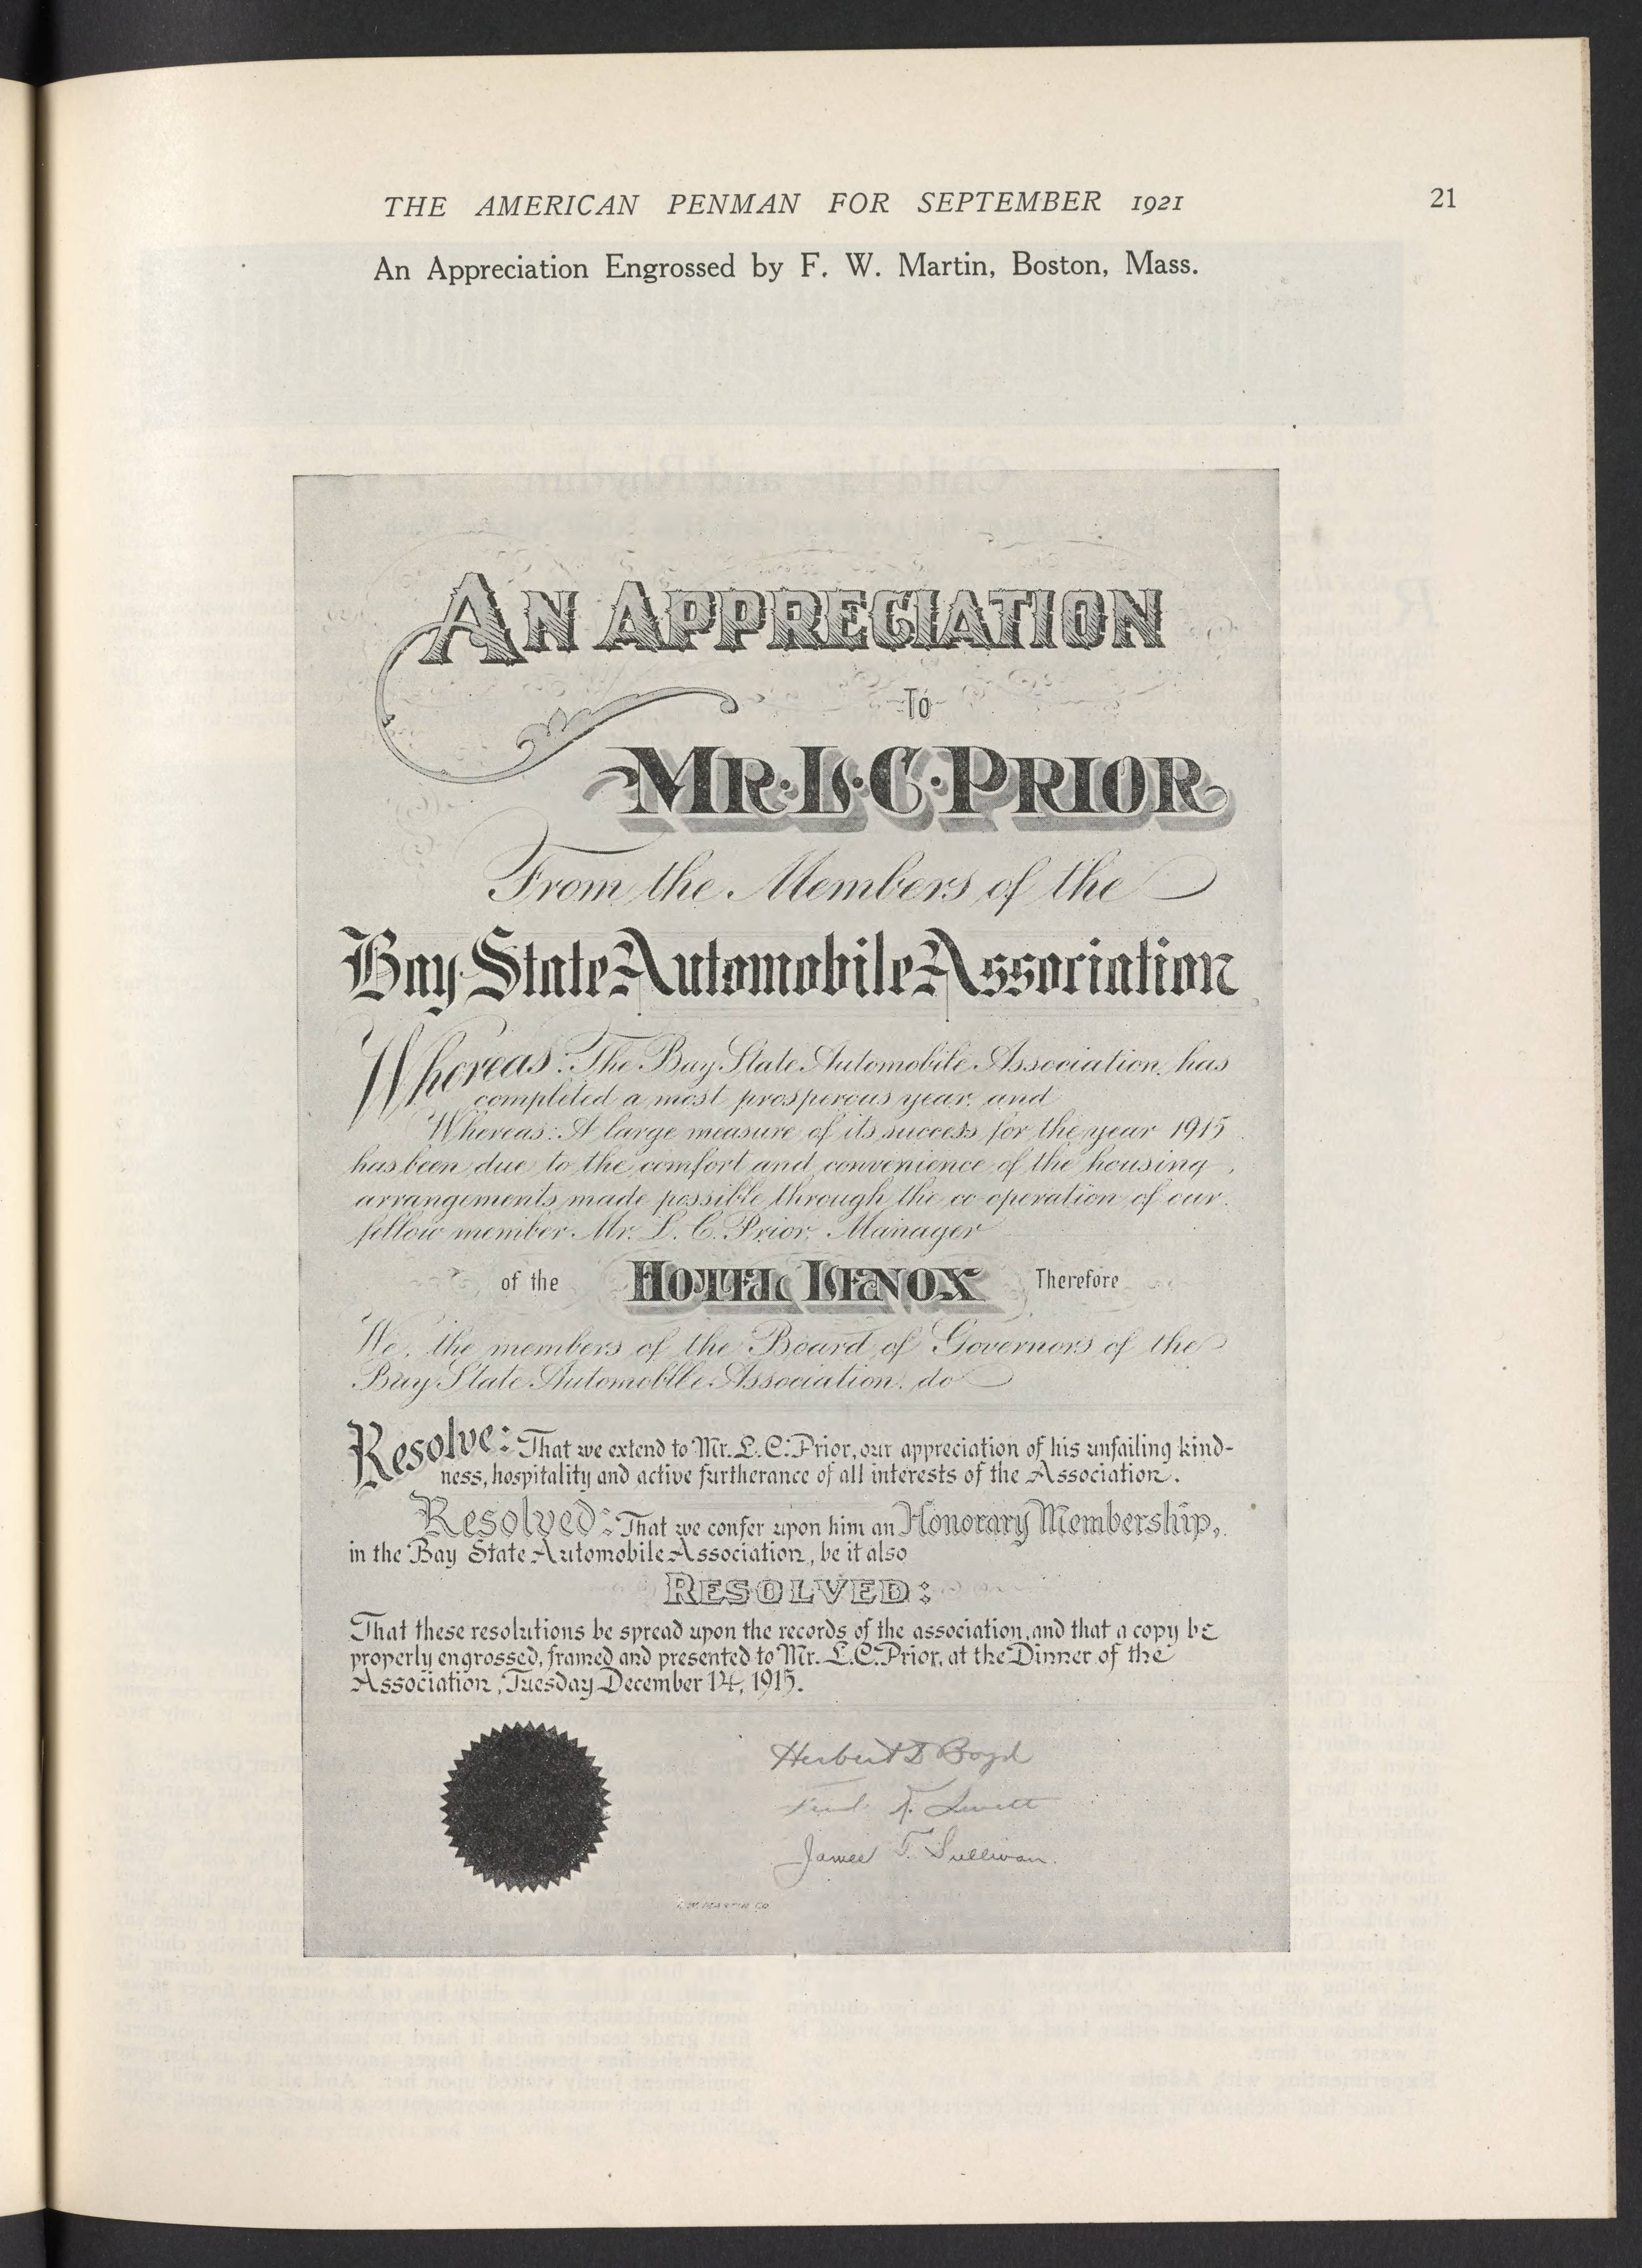 THE AMERICAN PENMAN FOR SEPTEMBER 1921 21
An Appreciation Engrossed by F. W. Martin, Boston, Mass.
AN APPRECIATION
To
MR. L. C. PRIOR
From the Members of the
Bay State Automobile Association
Whereas: The Bay State Automobile Association has
completed a most prosperous year, and
Whereas: A large measure of its success for the year 1915
has been due to the comfort and convenience of the housing
arrangements made possible through the co operation of our
fellow member Mr. L. C. Prior, Manager
of the HOTEL LENOX Therefore
We, the members of the Board of Governors of the
Bay State Automobile Association, do
Resolve: That we extend to Mr. L. C. Prior, our appreciation of his unfailing kind-
ness, hospitality and active furtherance of all interests of the Association.
Resolved: That we confer upon him an Honorary Membership,
in the Bay State Automobile Association, be it also
RESOLVED:
That these resolutions be spread upon the records of the association, and that a copy be
properly engrossed, framed and presented to Mr. L. C. Prior, at the Dinner of the
Association, Tuesday December 14, 1915.
Herbert D Boyd
James T. Sullivan.
MARTIN CO